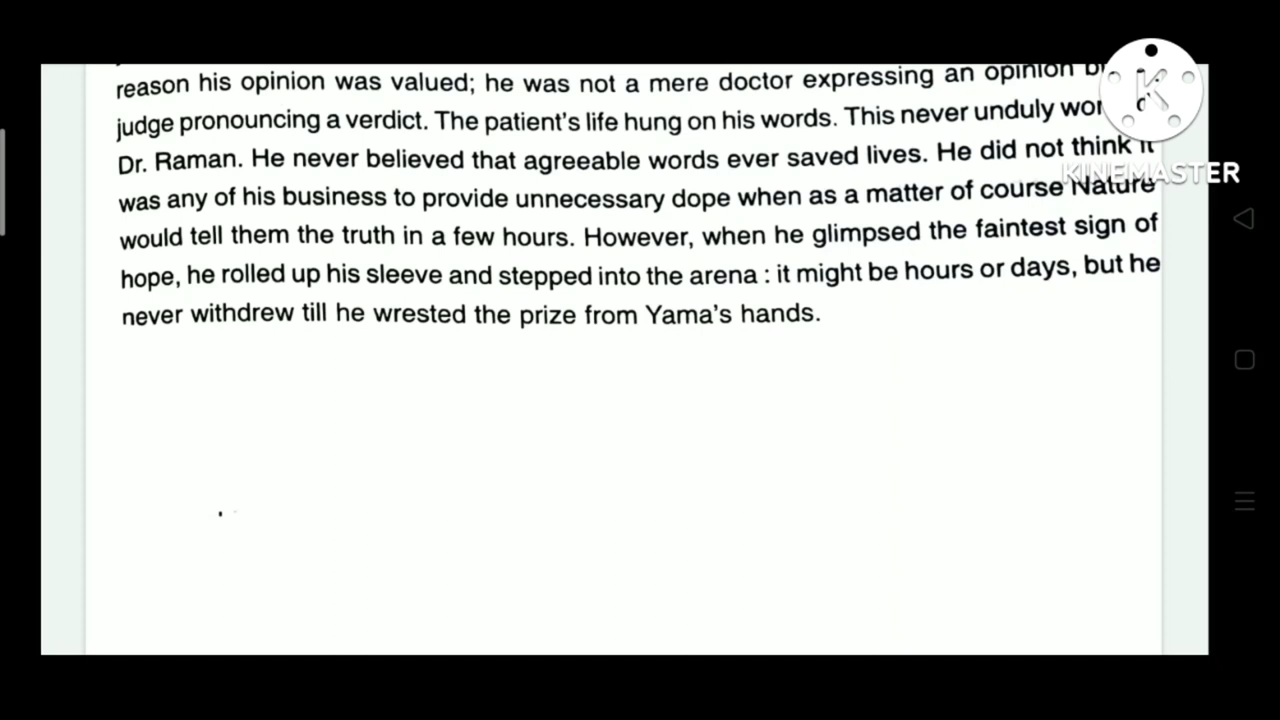 reason his opinion was valued; he was not a mere doctor expressing an opinion
judge pronouncing a verdict. The patient's life hung on his words. This never unduly
Dr. Raman. He never believed that agreeable words ever saved lives. He did not think it
was any of his business to provide unnecessary dope when as a matter of course Nature
would tell them the truth in a few hours. However, when he glimpsed the faintest sign of
hope, he rolled up his sleeve and stepped into the arena : it might be hours or days, but he
never withdrew till he wrested the prize from Yama's hands.
K
KINEMASTER